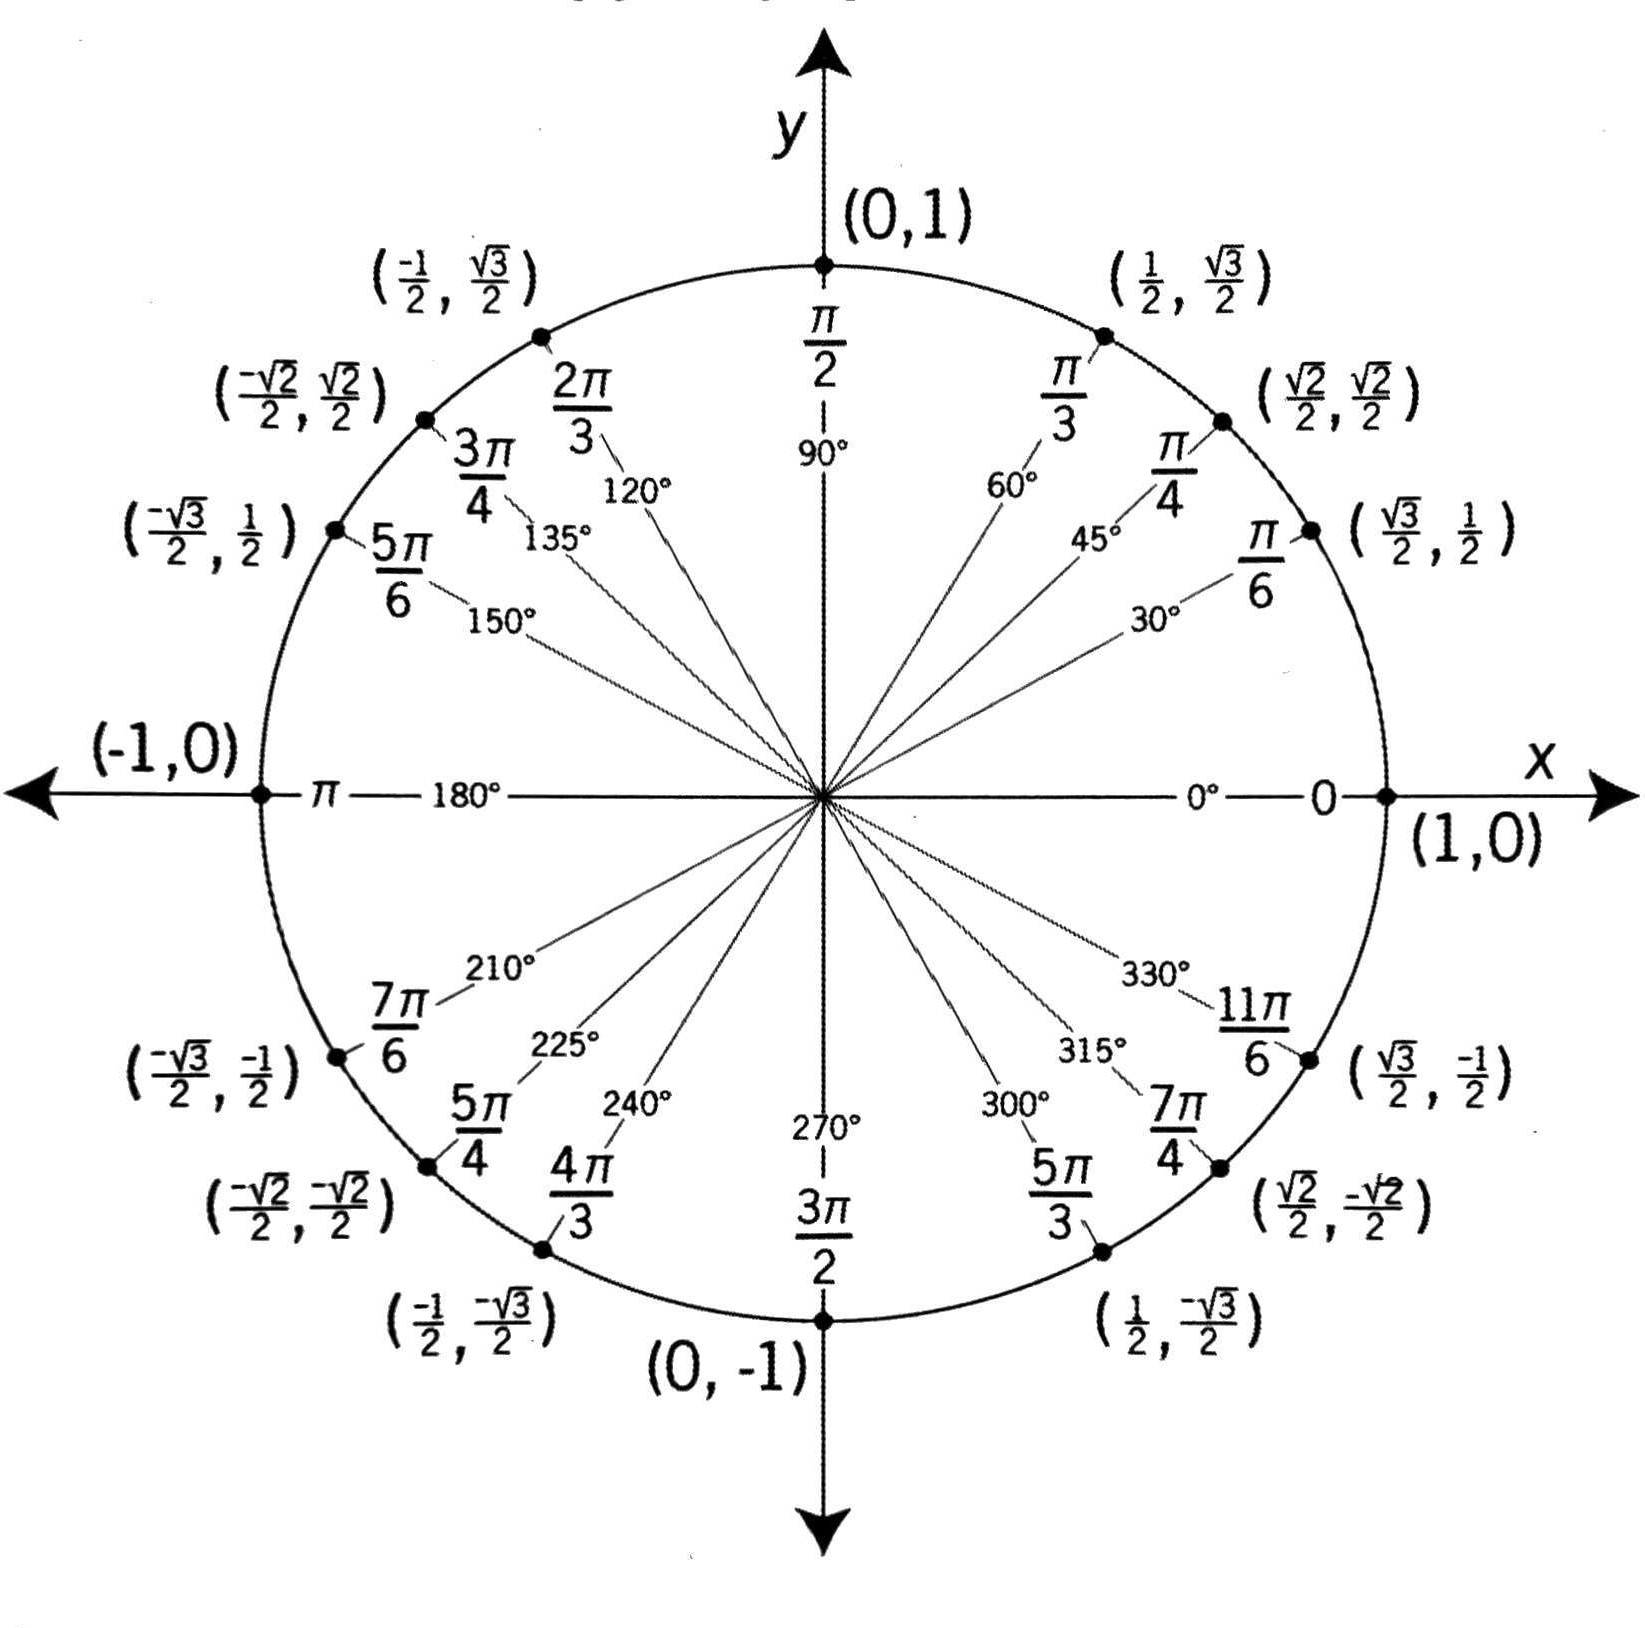 y
(0,1)
(-1/2, √3/2)
(1/2, √3/2)
π/2
2π/3
π/3
(-√2/2, √2/2)
(√2/2, √2/2)
3π/4
π/4
90°
120°
60°
(-√3/2, 1/2)
(√3/2, 1/2)
5π/6
π/6
135°
45°
150°
30°
(-1,0)
x
π
180°
0°
0
(1,0)
210°
330°
7π/6
11π/6
225°
315°
(-√3/2, -1/2)
(√3/2, -1/2)
5π/4
7π/4
240°
300°
270°
4π/3
5π/3
(-√2/2, -√2/2)
(√2/2, -√2/2)
3π/2
(-1/2, -√3/2)
(1/2, -√3/2)
(0, -1)